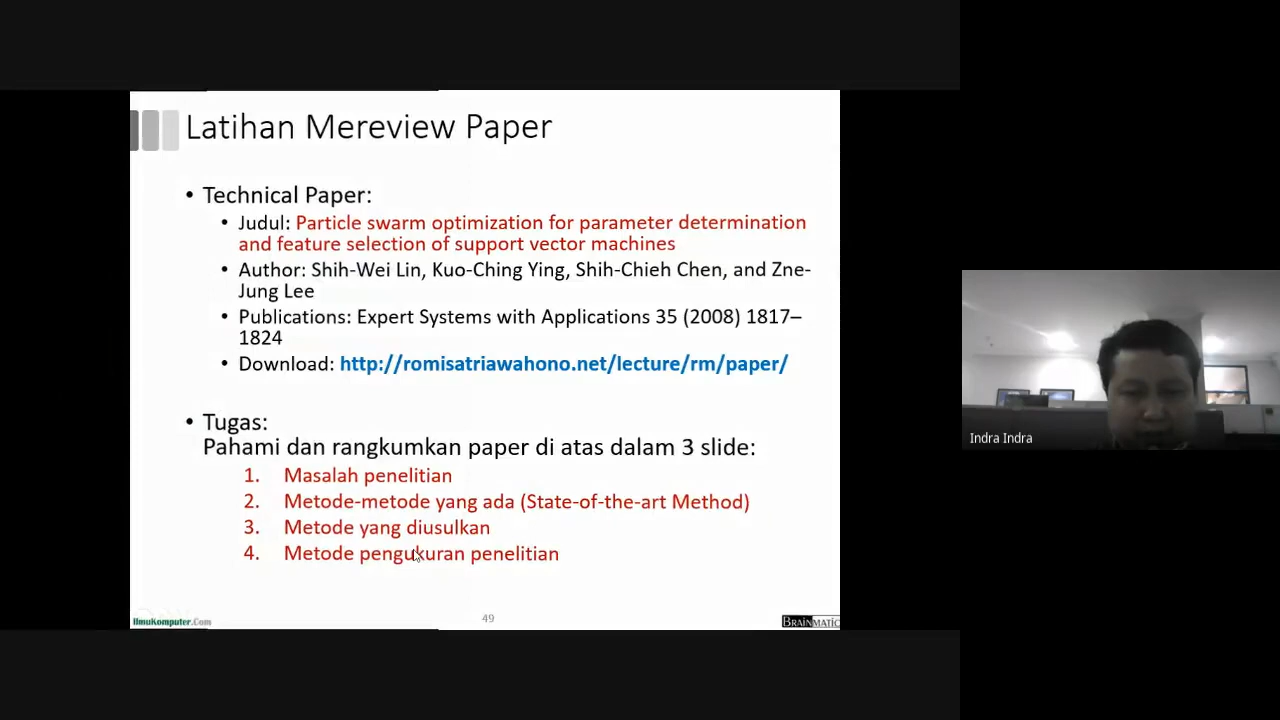 Latihan Mereview Paper
• Technical Paper:
• Judul: Particle swarm optimization for parameter determination
and feature selection of support vector machines
• Author: Shih-Wei Lin, Kuo-Ching Ying, Shih-Chieh Chen, and Zne-
Jung Lee
• Publications: Expert Systems with Applications 35 (2008) 1817–
1824
• Download: http://romisatriawahono.net/lecture/rm/paper/
• Tugas:
Pahami dan rangkumkan paper di atas dalam 3 slide:
1. Masalah penelitian
2. Metode-metode yang ada (State-of-the-art Method)
3. Metode yang diusulkan
4. Metode pengukuran penelitian
IlmuKomputer.Com
49
BRAINMATIC
Indra Indra